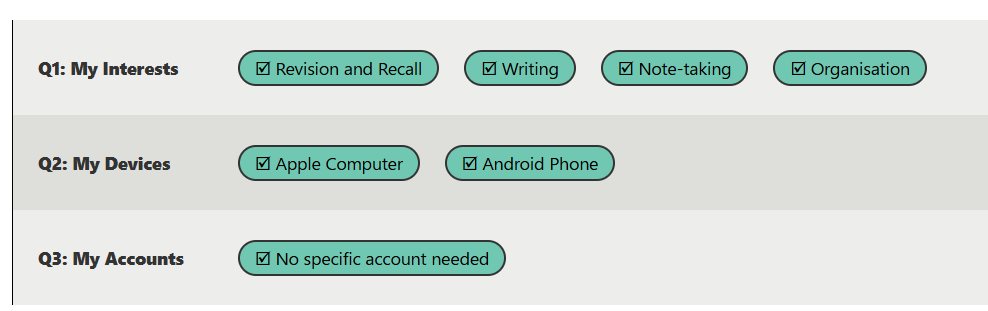 Q1: My Interests ☑ Revision and Recall ☑ Writing ☑ Note-taking ☑ Organisation
Q2: My Devices ☑ Apple Computer ☑ Android Phone
Q3: My Accounts ☑ No specific account needed